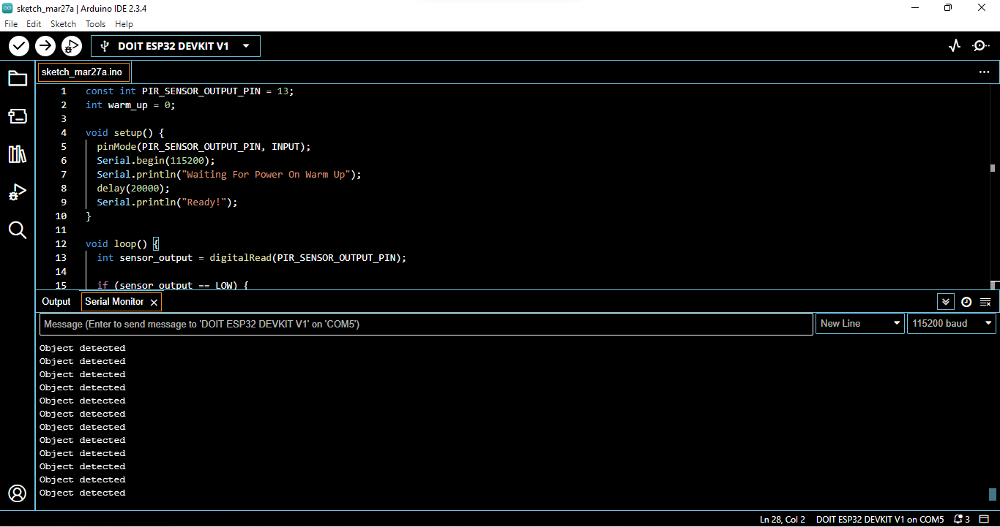 sketch_mar27a | Arduino IDE 2.3.4
File Edit Sketch Tools Help
DOIT ESP32 DEVKIT V1
sketch_mar27a.ino
1 const int PIR_SENSOR_OUTPUT_PIN = 13;
2 int warm_up = 0;
3
4 void setup() {
5 pinMode(PIR_SENSOR_OUTPUT_PIN, INPUT);
6 Serial.begin(115200);
7 Serial.println("Waiting For Power On Warm Up");
8 delay(20000);
9 Serial.println("Ready!");
10 }
11
12 void loop() {
13 int sensor_output = digitalRead(PIR_SENSOR_OUTPUT_PIN);
14
15 if (sensor_output == LOW) {
Output Serial Monitor
Message (Enter to send message to 'DOIT ESP32 DEVKIT V1' on 'COM5') New Line 115200 baud
Object detected
Object detected
Object detected
Object detected
Object detected
Object detected
Object detected
Object detected
Object detected
Object detected
Object detected
Object detected
Ln 28, Col 2 DOIT ESP32 DEVKIT V1 on COM5 3